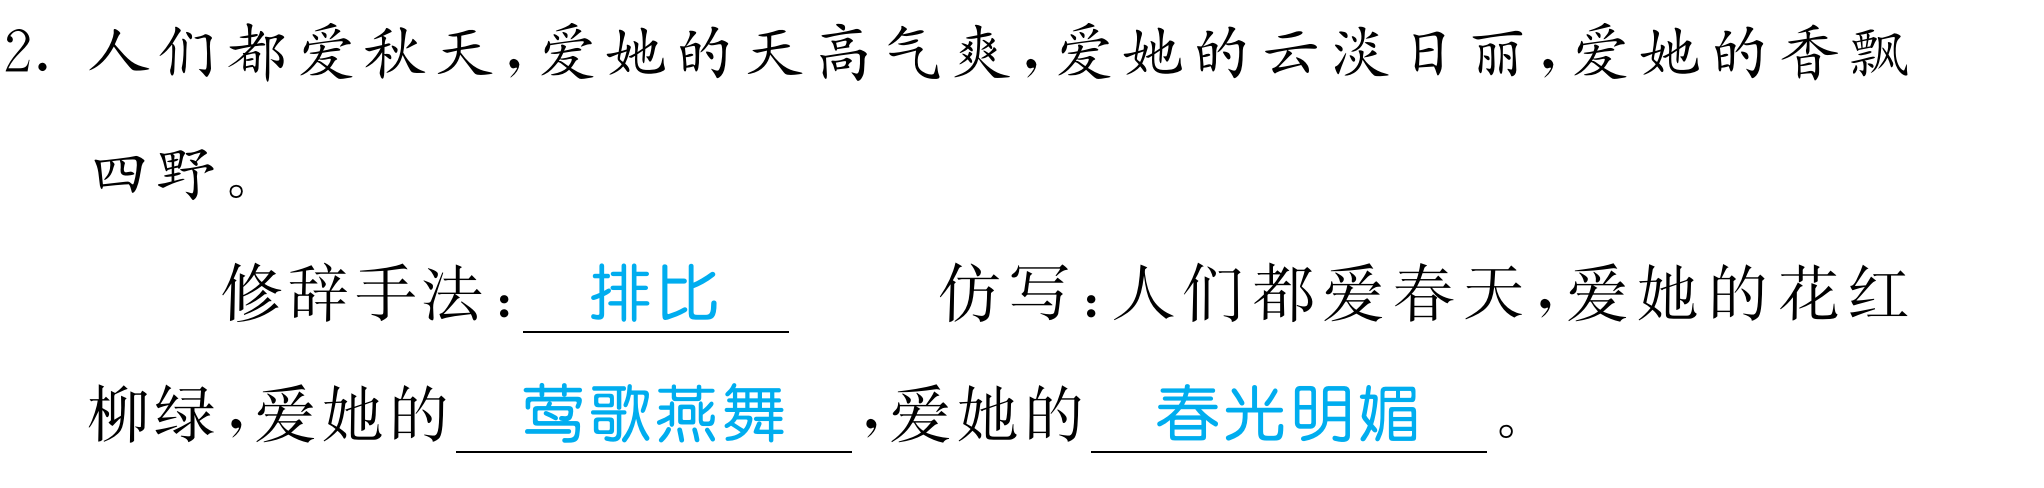 2. 人们都爱秋天,爱她的天高气爽,爱她的云淡日丽,爱她的香飘
四野。
修辞手法:排比 仿写:人们都爱春天,爱她的花红
柳绿,爱她的莺歌燕舞,爱她的春光明媚。